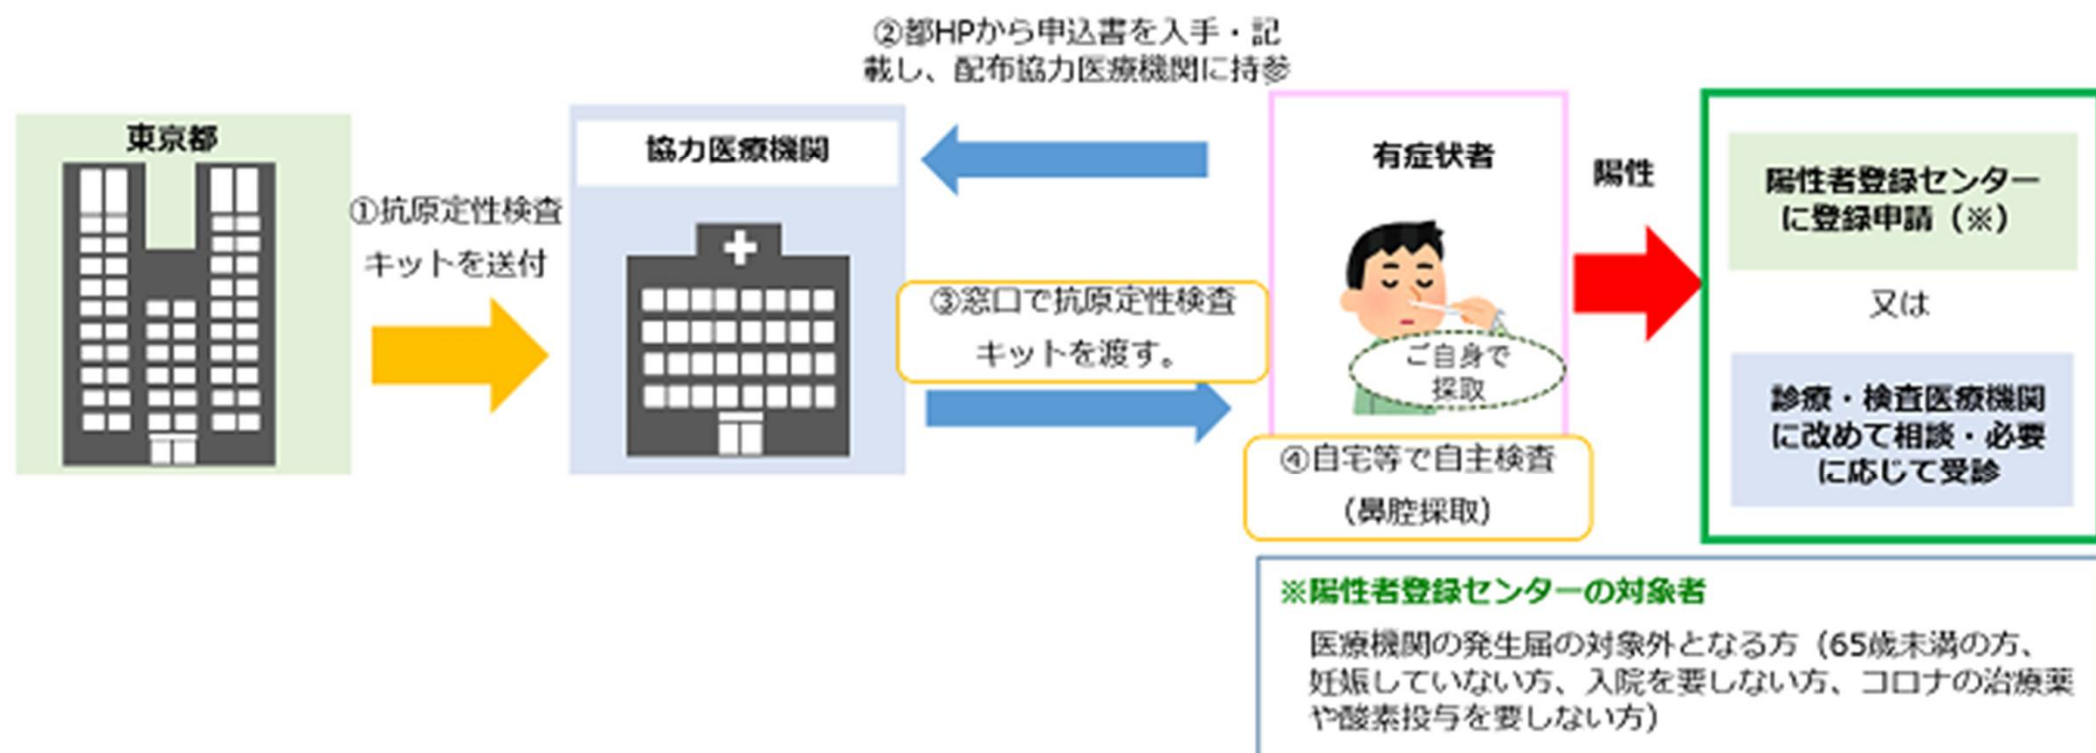 ②都HPから申込書を入手・記
載し、配布協力医療機関に持参
東京都
①抗原定性検査
キットを送付
協力医療機関
③窓口で抗原定性検査
キットを渡す。
有症状者
ご自身で
採取
④自宅等で自主検査
(鼻腔採取)
陽性
陽性者登録センター
に登録申請（※）
又は
診療・検査医療機関
に改めて相談・必要
に応じて受診
※陽性者登録センターの対象者
医療機関の発生届の対象外となる方（65歳未満の方、
妊娠していない方、入院を要しない方、コロナの治療薬
や酸素投与を要しない方）